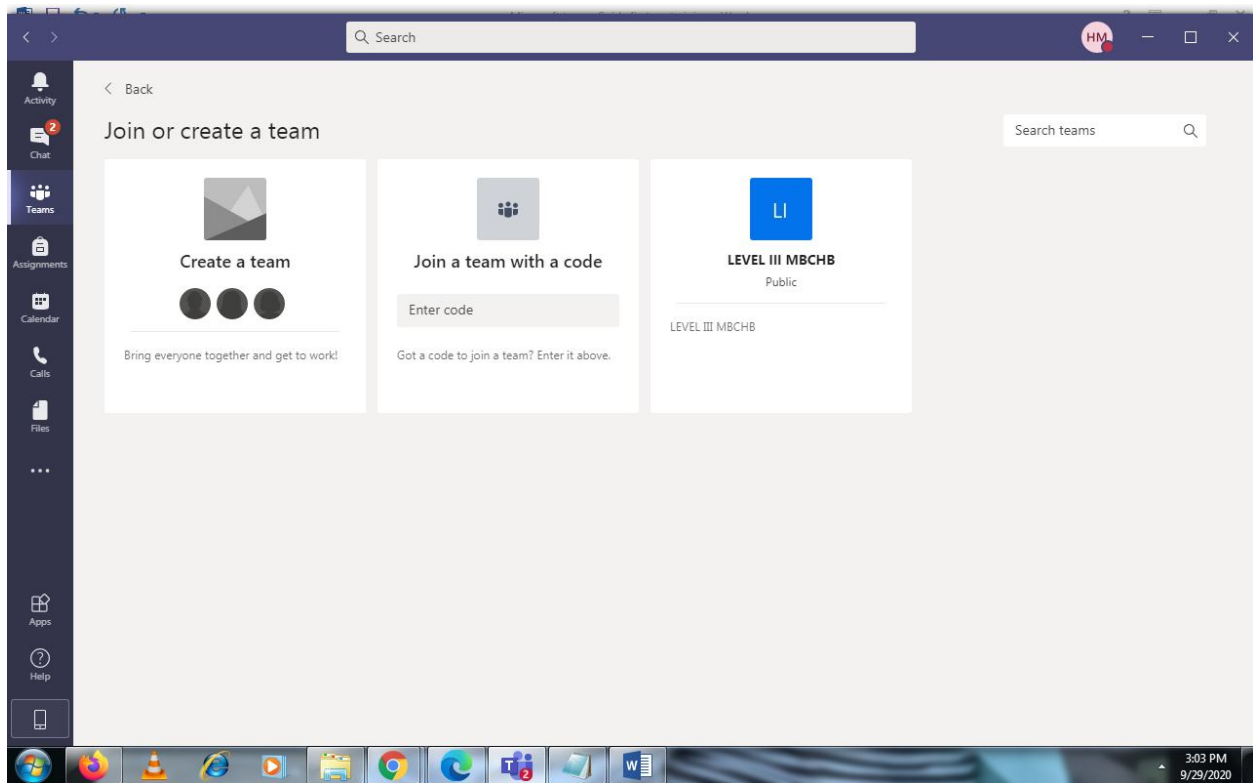 Search
HM
Activity
2
Chat
Teams
Assignments
Calendar
Calls
Files
Apps
Help
Back
Join or create a team
Search teams
Create a team
Bring everyone together and get to work!
Join a team with a code
Enter code
Got a code to join a team? Enter it above.
LI
LEVEL III MBCHB
Public
LEVEL III MBCHB
T
2
W
3:03 PM
9/29/2020